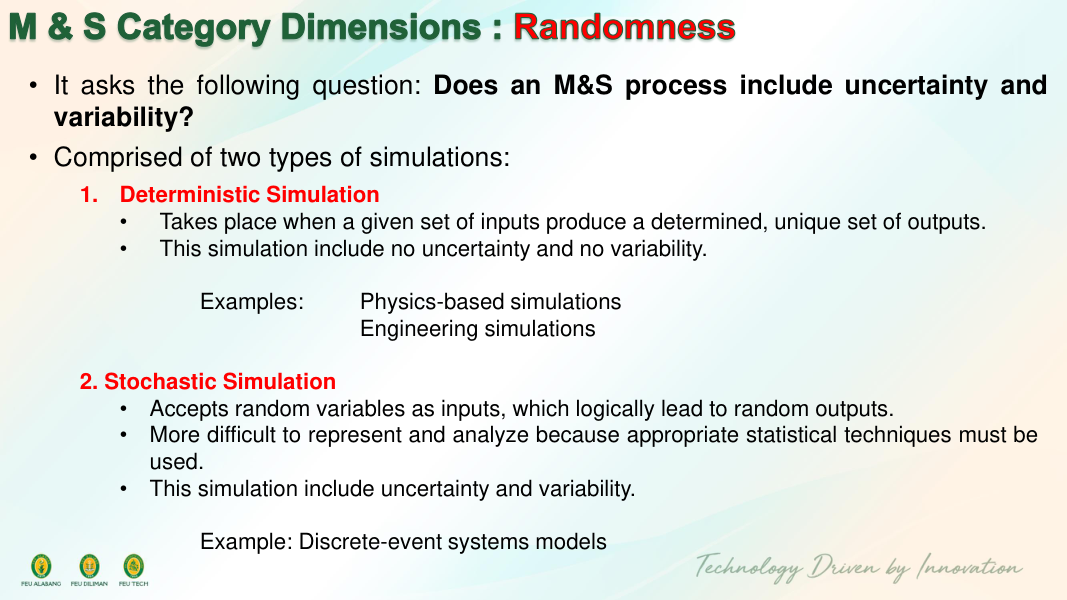 M & S Category Dimensions : Randomness
• It asks the following question: Does an M&S process include uncertainty and
variability?
• Comprised of two types of simulations:
1. Deterministic Simulation
• Takes place when a given set of inputs produce a determined, unique set of outputs.
• This simulation include no uncertainty and no variability.
Examples: Physics-based simulations
Engineering simulations
2. Stochastic Simulation
• Accepts random variables as inputs, which logically lead to random outputs.
• More difficult to represent and analyze because appropriate statistical techniques must be
used.
• This simulation include uncertainty and variability.
Example: Discrete-event systems models
FEU ALABANG FEU DILIMAN FEU TECH
Technology Driven by Innovation